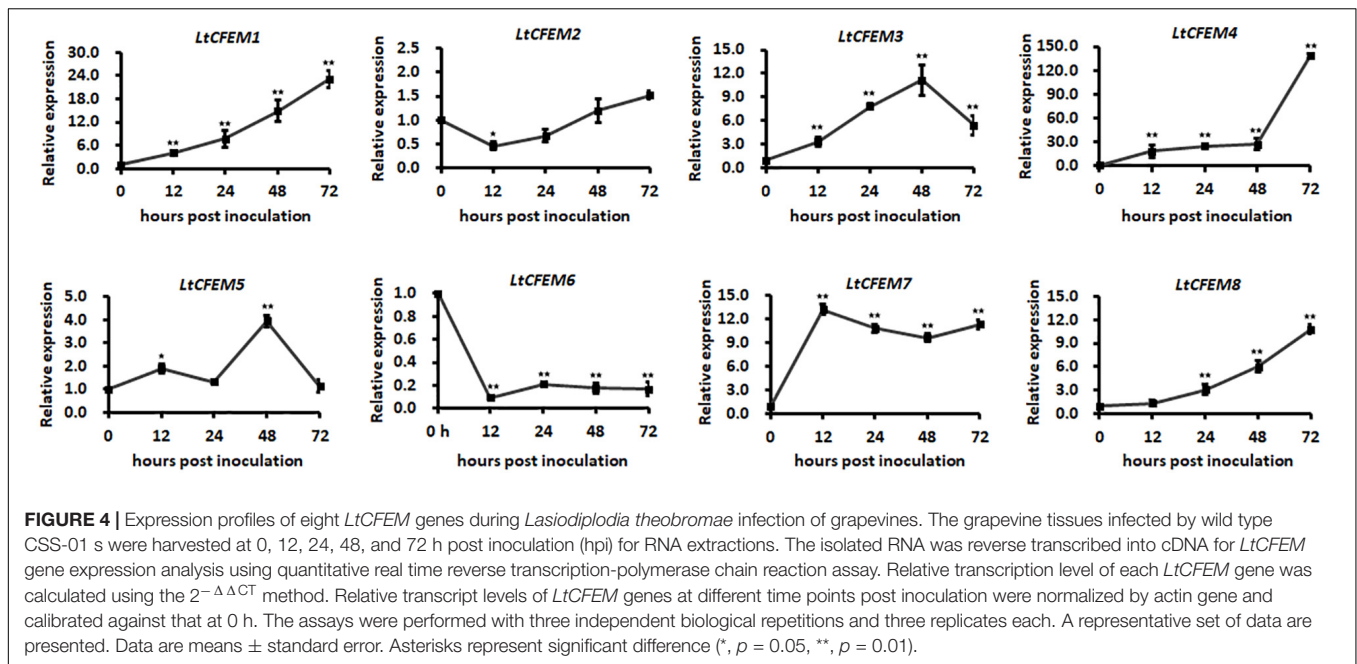 LtCFEM1
Relative expression
30.0
24.0
18.0
12.0
6.0
0.0
**
**
**
**
0 12 24 48 72
hours post inoculation
LtCFEM2
Relative expression
2.5
2.0
1.5
1.0
0.5
0.0
*
0 12 24 48 72
hours post inoculation
LtCFEM3
Relative expression
15.0
12.0
9.0
6.0
3.0
0.0
**
**
**
**
0 12 24 48 72
hours post inoculation
LtCFEM4
Relative expression
150.0
120.0
90.0
60.0
30.0
0.0
**
**
**
**
0 12 24 48 72
hours post inoculation
LtCFEM5
Relative expression
5.0
4.0
3.0
2.0
1.0
0.0
*
**
0 12 24 48 72
hours post inoculation
LtCFEM6
Relative expression
1.0
0.8
0.6
0.4
0.2
0.0
**
**
**
**
0 h 12 24 48 72
hours post inoculation
LtCFEM7
Relative expression
15.0
12.0
9.0
6.0
3.0
0.0
**
**
**
**
0 12 24 48 72
hours post inoculation
LtCFEM8
Relative expression
15.0
12.0
9.0
6.0
3.0
0.0
**
**
**
0 12 24 48 72
hours post inoculation
FIGURE 4 | Expression profiles of eight LtCFEM genes during Lasiodiplodia theobromae infection of grapevines. The grapevine tissues infected by wild type
CSS-01 s were harvested at 0, 12, 24, 48, and 72 h post inoculation (hpi) for RNA extractions. The isolated RNA was reverse transcribed into cDNA for LtCFEM
gene expression analysis using quantitative real time reverse transcription-polymerase chain reaction assay. Relative transcription level of each LtCFEM gene was
calculated using the 2−ΔΔCT method. Relative transcript levels of LtCFEM genes at different time points post inoculation were normalized by actin gene and
calibrated against that at 0 h. The assays were performed with three independent biological repetitions and three replicates each. A representative set of data are
presented. Data are means ± standard error. Asterisks represent significant difference (*, p = 0.05, **, p = 0.01).